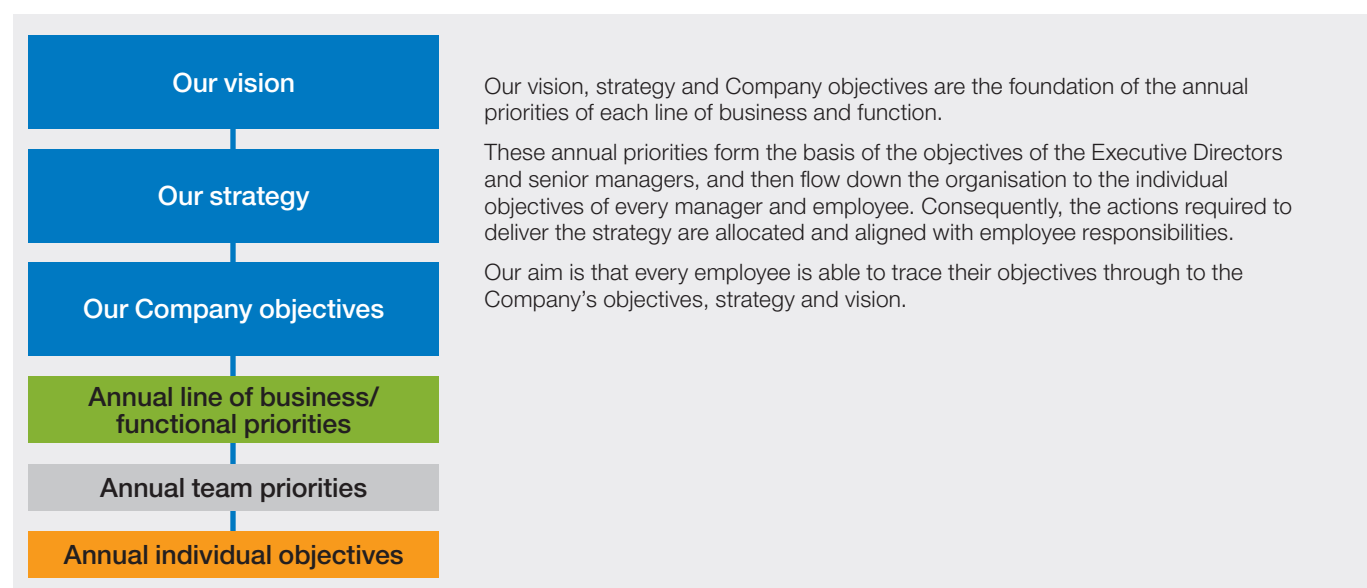 Our vision
Our strategy
Our Company objectives
Annual line of business/
functional priorities
Annual team priorities
Annual individual objectives
Our vision, strategy and Company objectives are the foundation of the annual
priorities of each line of business and function.
These annual priorities form the basis of the objectives of the Executive Directors
and senior managers, and then flow down the organisation to the individual
objectives of every manager and employee. Consequently, the actions required to
deliver the strategy are allocated and aligned with employee responsibilities.
Our aim is that every employee is able to trace their objectives through to the
Company’s objectives, strategy and vision.